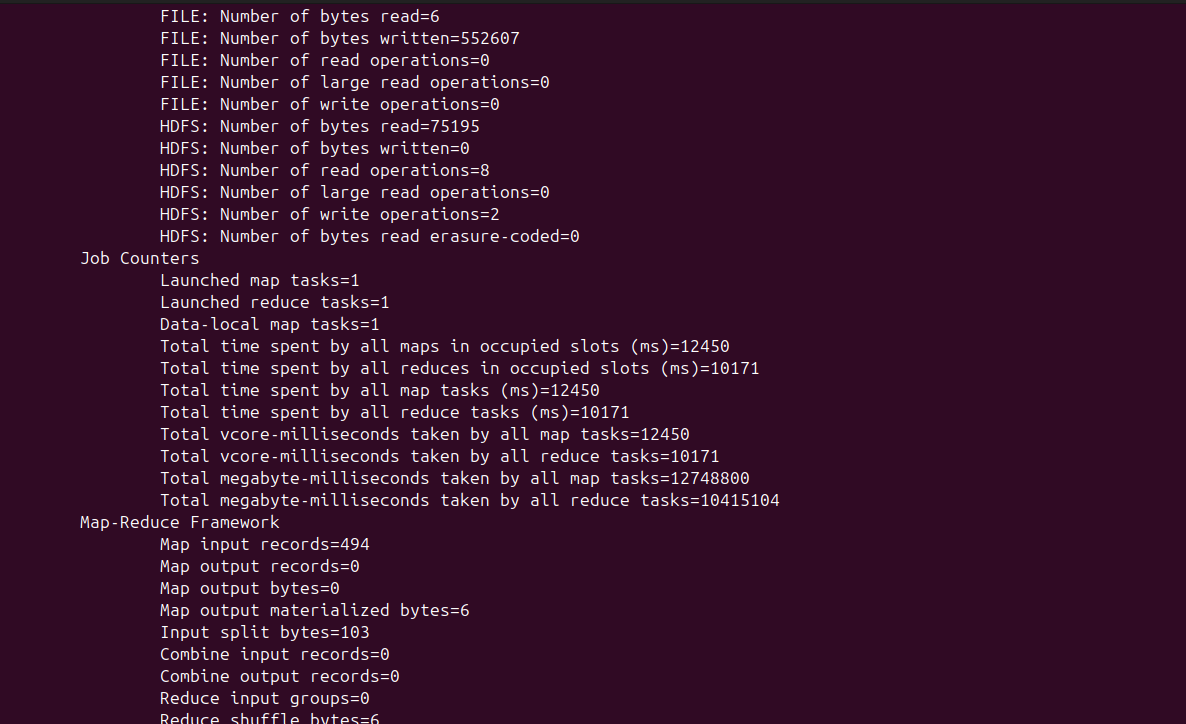 FILE: Number of bytes read=6
FILE: Number of bytes written=552607
FILE: Number of read operations=0
FILE: Number of large read operations=0
FILE: Number of write operations=0
HDFS: Number of bytes read=75195
HDFS: Number of bytes written=0
HDFS: Number of read operations=8
HDFS: Number of large read operations=0
HDFS: Number of write operations=2
HDFS: Number of bytes read erasure-coded=0
Job Counters
Launched map tasks=1
Launched reduce tasks=1
Data-local map tasks=1
Total time spent by all maps in occupied slots (ms)=12450
Total time spent by all reduces in occupied slots (ms)=10171
Total time spent by all map tasks (ms)=12450
Total time spent by all reduce tasks (ms)=10171
Total vcore-milliseconds taken by all map tasks=12450
Total vcore-milliseconds taken by all reduce tasks=10171
Total megabyte-milliseconds taken by all map tasks=12748800
Total megabyte-milliseconds taken by all reduce tasks=10415104
Map-Reduce Framework
Map input records=494
Map output records=0
Map output bytes=0
Map output materialized bytes=6
Input split bytes=103
Combine input records=0
Combine output records=0
Reduce input groups=0
Reduce shuffle bytes=6